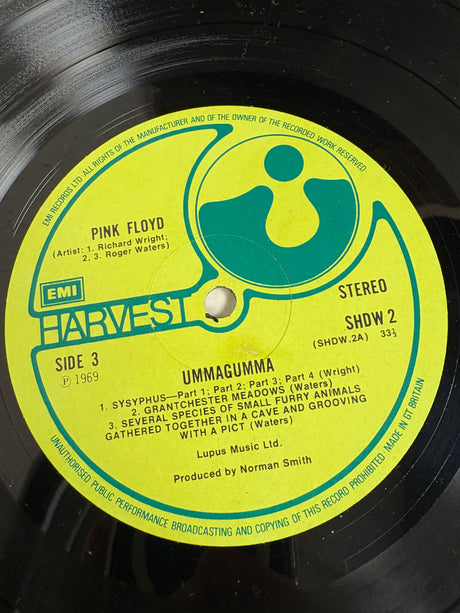 EMI RECORDS LTD ALL RIGHTS OF THE MANUFACTURER AND OF THE OWNER OF THE RECORDED WORK RESERVED
PINK FLOYD
(Artist: 1. Richard Wright;
2, 3. Roger Waters)
EMI
HARVEST
STEREO
SHDW 2
(SHDW.2A) 33⅓
SIDE 3
Ⓟ 1969
UMMAGUMMA
1. SYSYPHUS—Part 1; Part 2; Part 3; Part 4 (Wright)
2. GRANTCHESTER MEADOWS (Waters)
3. SEVERAL SPECIES OF SMALL FURRY ANIMALS
GATHERED TOGETHER IN A CAVE AND GROOVING
WITH A PICT (Waters)
Lupus Music Ltd.
Produced by Norman Smith
UNAUTHORISED PUBLIC PERFORMANCE BROADCASTING AND COPYING OF THIS RECORD PROHIBITED MADE IN GT BRITAIN